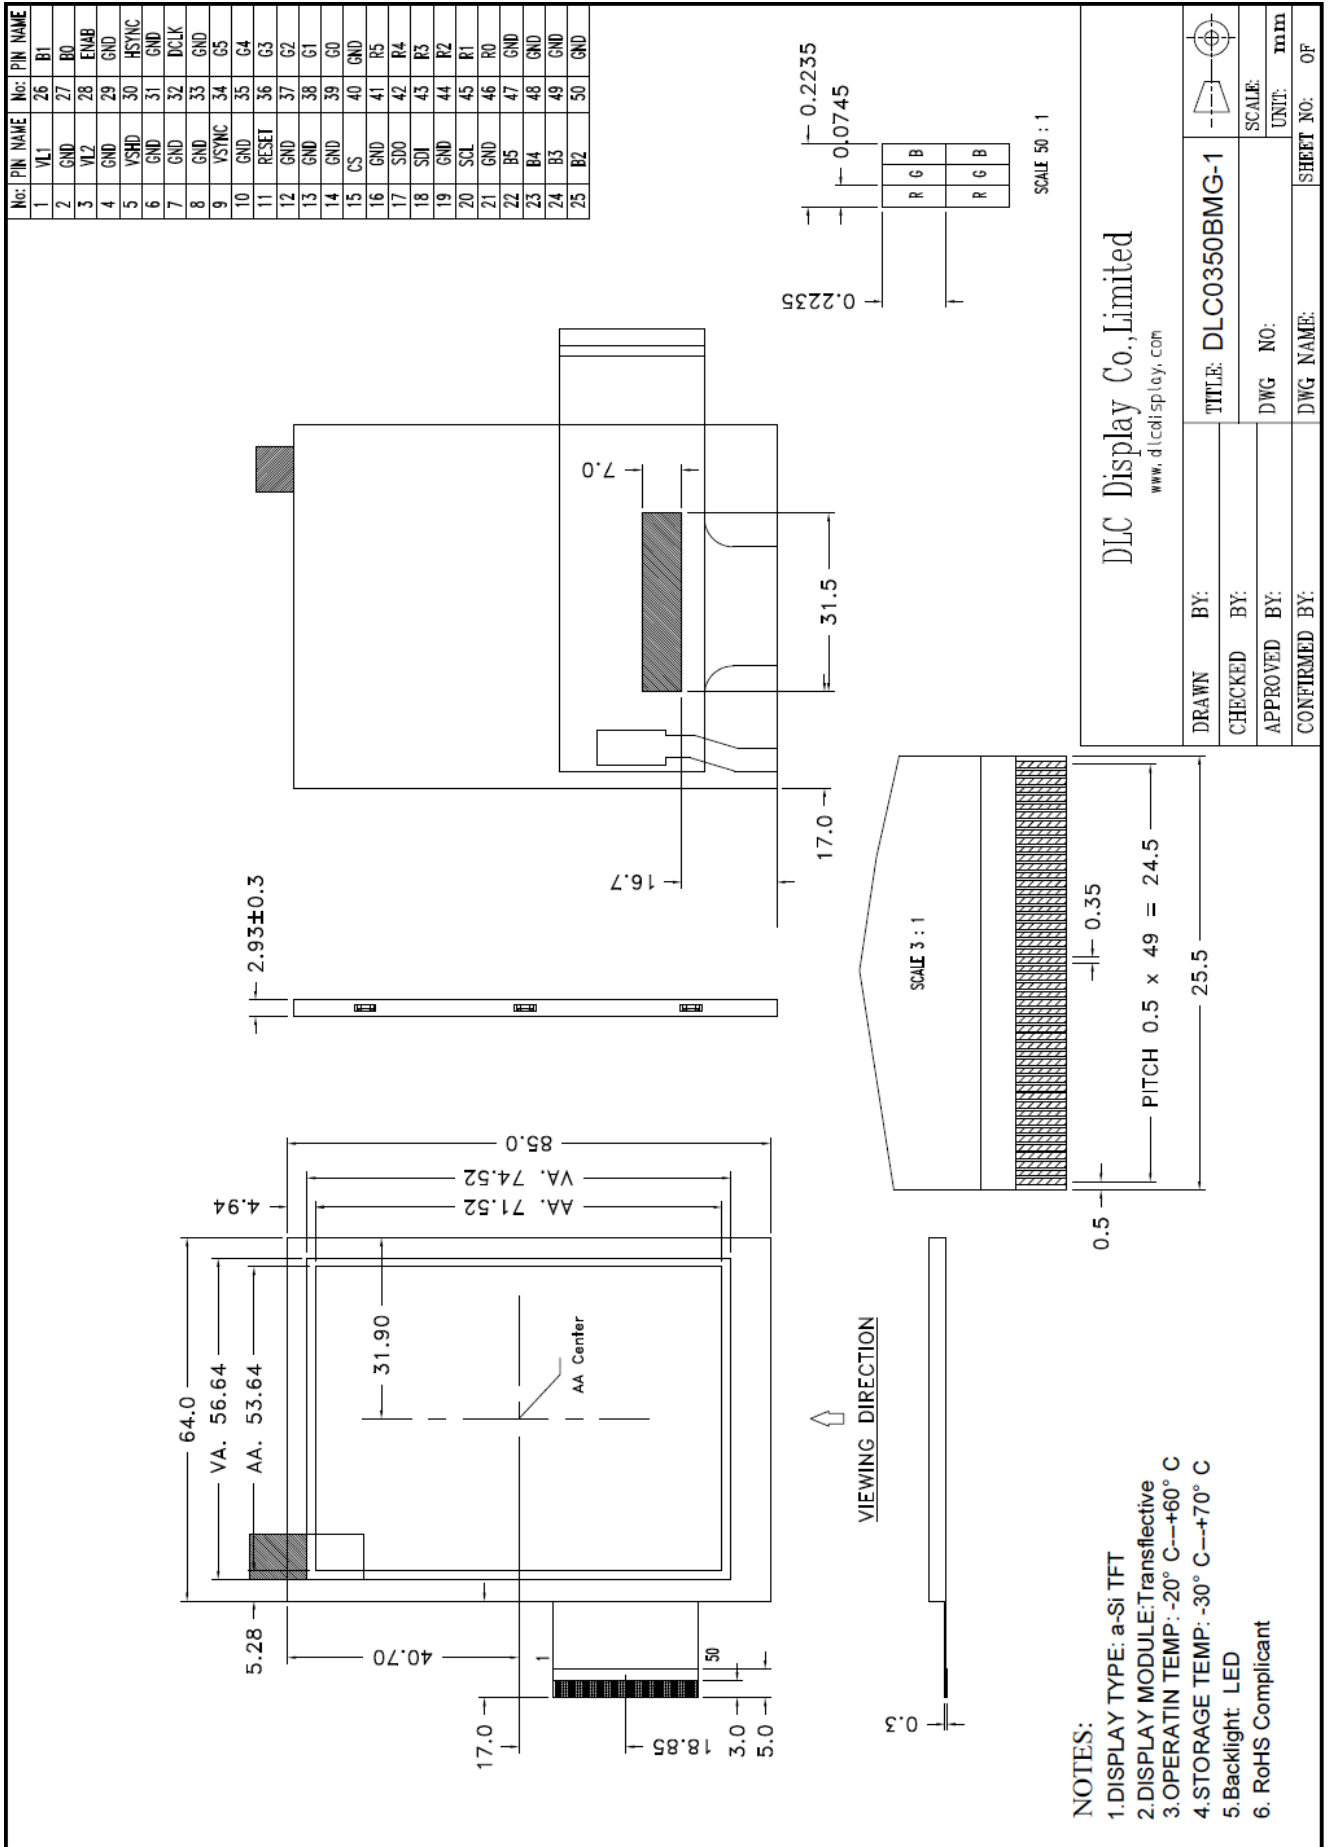 No: PIN NAME No: PIN NAME
1 VL1 26 B1
2 GND 27 B0
3 VL2 28 ENAB
4 GND 29 GND
5 VSHD 30 HSYNC
6 GND 31 GND
7 GND 32 DCLK
8 GND 33 GND
9 VSYNC 34 G5
10 GND 35 G4
11 RESET 36 G3
12 GND 37 G2
13 GND 38 G1
14 GND 39 G0
15 CS 40 GND
16 GND 41 R5
17 SDO 42 R4
18 SDI 43 R3
19 GND 44 R2
20 SCL 45 R1
21 GND 46 R0
22 B5 47 GND
23 B4 48 GND
24 B3 49 GND
25 B2 50 GND
64.0
VA. 56.64
AA. 53.64
5.28
31.90
4.94
AA. 71.52
VA. 74.52
85.0
40.70
AA Center
17.0
18.85
3.0
5.0
1
50
VIEWING DIRECTION
0.3
2.93±0.3
7.0
31.5
17.0
16.7
0.2235
0.0745
0.2235
R G B
R G B
SCALE 50 : 1
SCALE 3 : 1
0.35
PITCH 0.5 x 49 = 24.5
0.5
25.5
NOTES:
1.DISPLAY TYPE: a-Si TFT
2.DISPLAY MODULE:Transflective
3.OPERATIN TEMP: -20° C---+60° C
4.STORAGE TEMP: -30° C---+70° C
5.Backlight: LED
6. RoHS Complicant
DLC Display Co.,Limited
www.dlcdisplay.com
DRAWN BY:
CHECKED BY:
APPROVED BY:
CONFIRMED BY:
TITLE: DLC0350BMG-1
DWG NO:
DWG NAME:
SCALE:
UNIT: mm
SHEET NO: OF